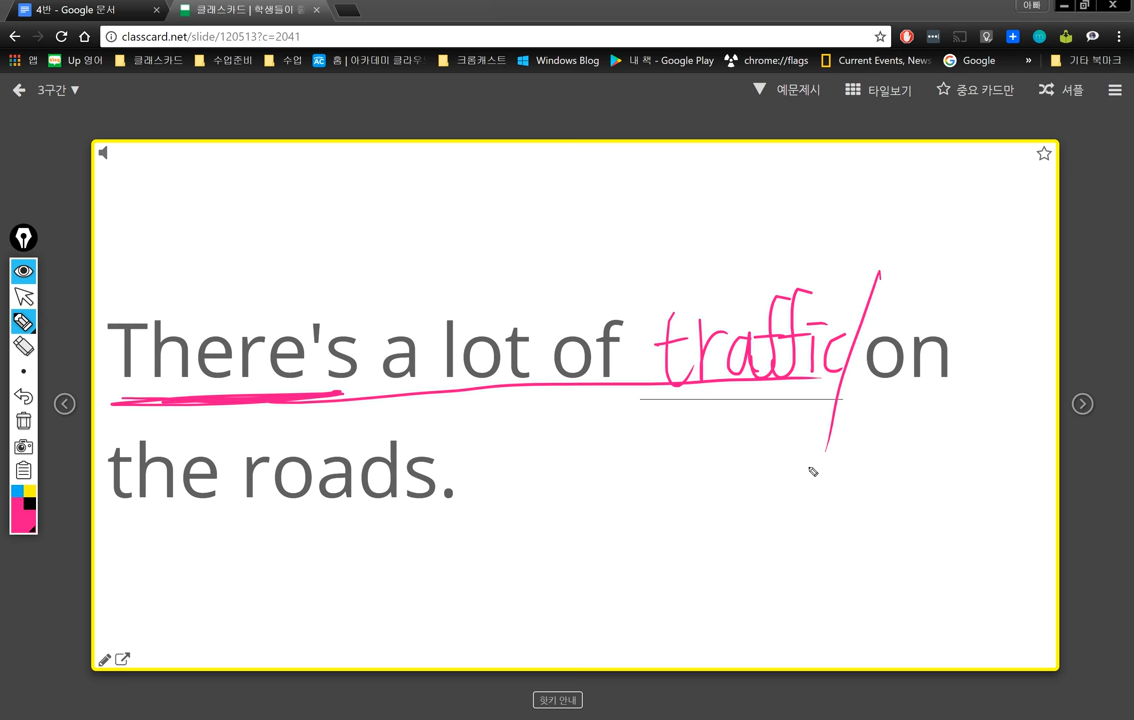 4반 - Google 문서
클래스카드 | 학생들이 좋
아빠
classcard.net/slide/120513?c=2041
앱 Up 영어 클래스카드 수업준비 수업 홈 | 아카데미 클라우 크롬캐스트 Windows Blog 내 책 - Google Play chrome://flags Current Events, News Google » 기타 북마크
3구간 ▼ ▼ 예문제시 타일보기 중요 카드만 셔플
There's a lot of traffic / on
the roads.
핫키 안내